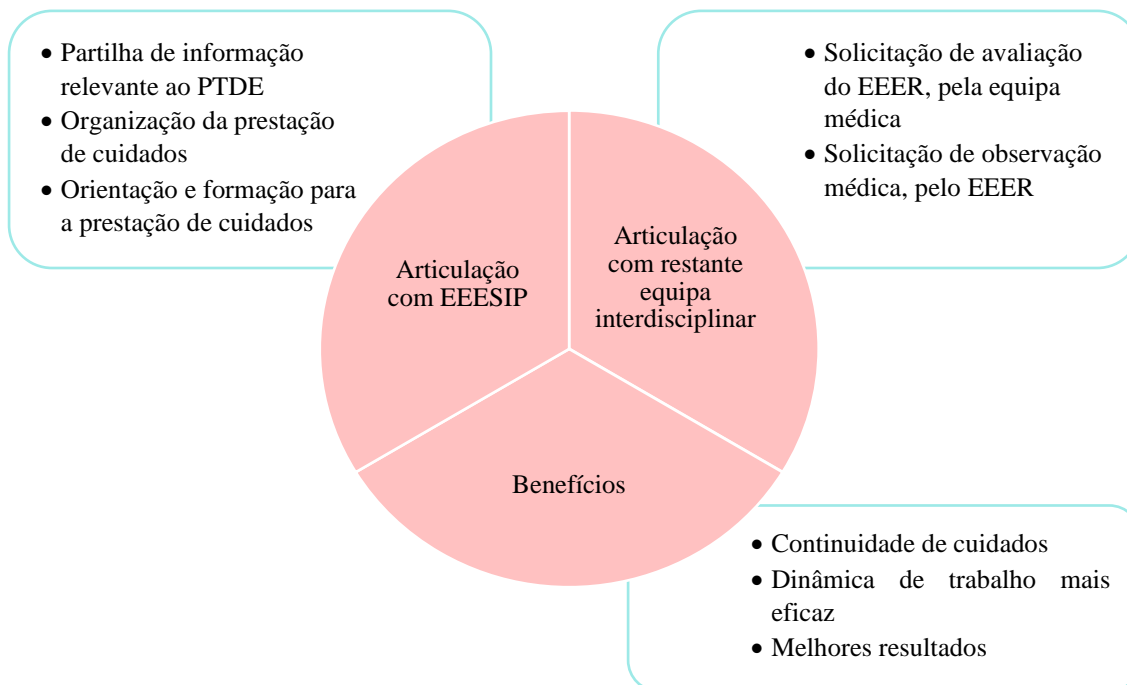 • Partilha de informação
relevante ao PTDE
• Organização da prestação
de cuidados
• Orientação e formação para
a prestação de cuidados
• Solicitação de avaliação
do EEER, pela equipa
médica
• Solicitação de observação
médica, pelo EEER
Articulação
com EEESIP
Articulação
com restante
equipa
interdisciplinar
Benefícios
• Continuidade de cuidados
• Dinâmica de trabalho mais
eficaz
• Melhores resultados